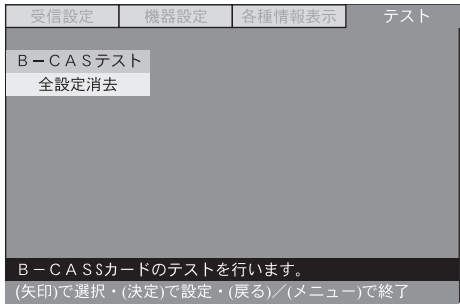 受信設定 機器設定 各種情報表示 テスト
B－CASテスト
全設定消去
B－CASSカードのテストを行います。
(矢印)で選択・(決定)で設定・(戻る)／(メニュー)で終了